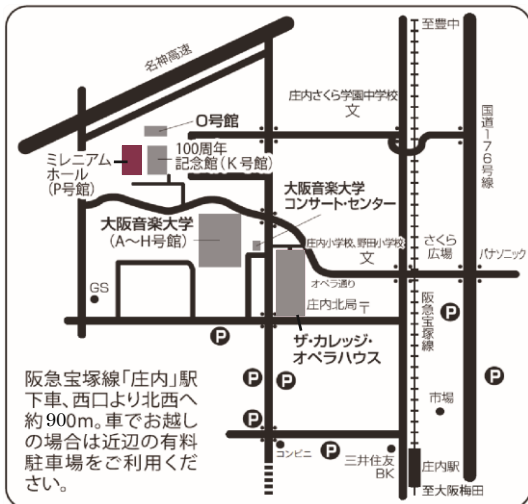 至豊中
名神高速
庄内さくら学園中学校
文
O号館
国道176号線
100周年
記念館(K号館)
ミレニアム
ホール
(P号館)
大阪音楽大学
コンサート・センター
大阪音楽大学
(A〜H号館)
庄内小学校、野田小学校
文
さくら
広場
パナソニック
オペラ通り
GS
庄内北局〒
阪急宝塚線
P
P
ザ・カレッジ・
オペラハウス
P
P
P
阪急宝塚線「庄内」駅
下車、西口より北西へ
約900m。車でお越し
の場合は近辺の有料
駐車場をご利用くだ
さい。
市場
P
コンビニ
P
三井住友
BK
庄内駅
至大阪梅田